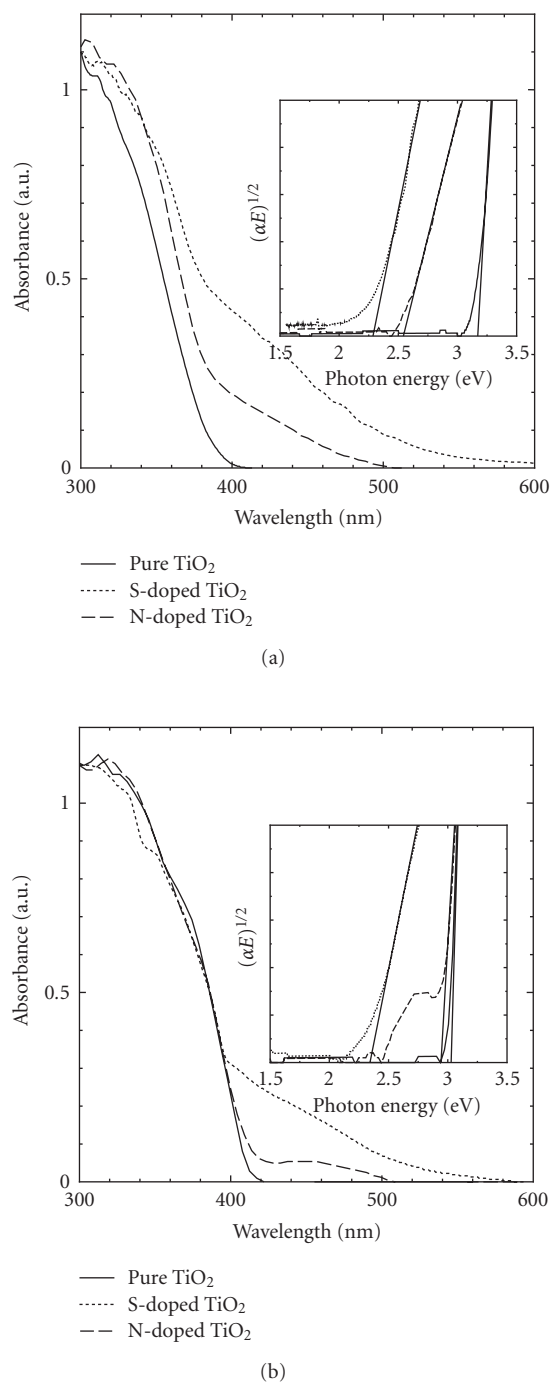 1
0.5
0
Absorbance (a.u.)
300 400 500 600
Wavelength (nm)
(αE)^{1/2}
1.5 2 2.5 3 3.5
Photon energy (eV)
Pure TiO₂
S-doped TiO₂
N-doped TiO₂
(a)
1
0.5
0
Absorbance (a.u.)
300 400 500 600
Wavelength (nm)
(αE)^{1/2}
1.5 2 2.5 3 3.5
Photon energy (eV)
Pure TiO₂
S-doped TiO₂
N-doped TiO₂
(b)